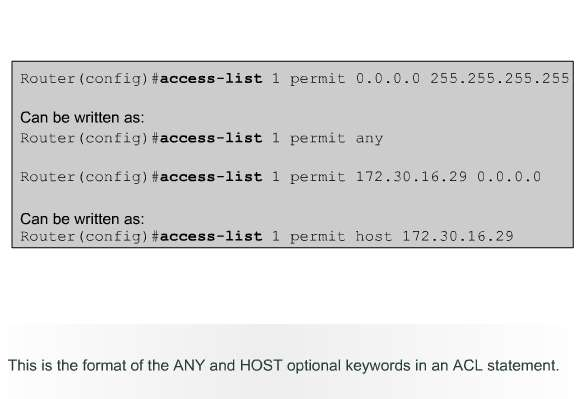 Router(config)#access-list 1 permit 0.0.0.0 255.255.255.255
Can be written as:
Router(config)#access-list 1 permit any
Router(config)#access-list 1 permit 172.30.16.29 0.0.0.0
Can be written as:
Router(config)#access-list 1 permit host 172.30.16.29
This is the format of the ANY and HOST optional keywords in an ACL statement.